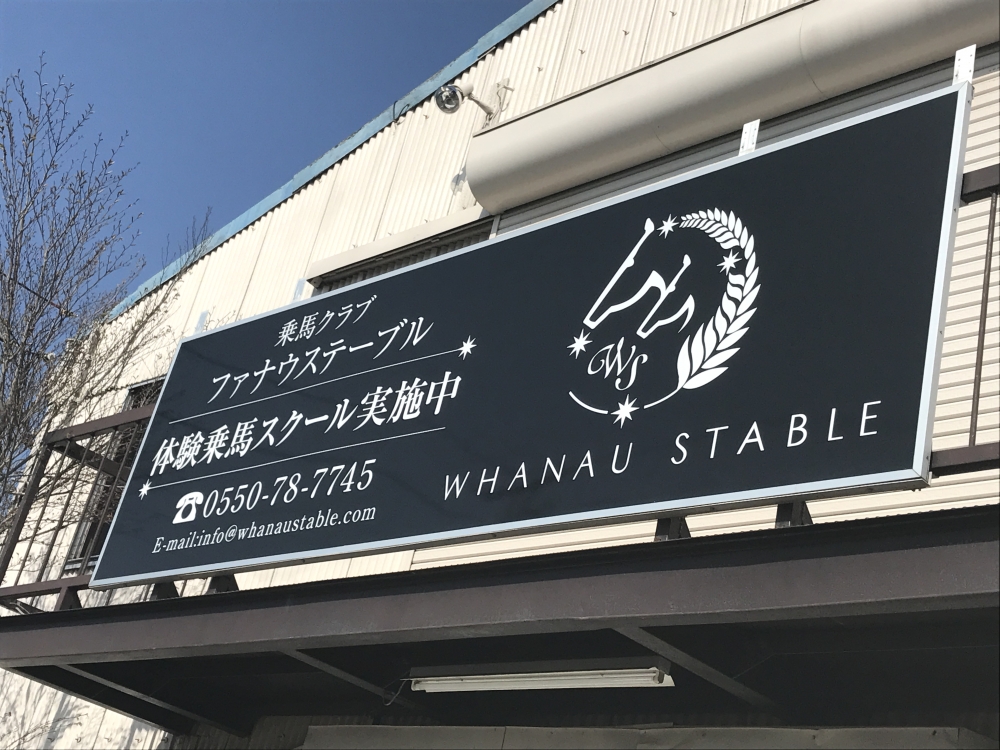 乗馬クラブ
ファナウステーブル
体験乗馬スクール実施中
☎0550-78-7745
E-mail:info@whanaustable.com
WS
WHANAU STABLE